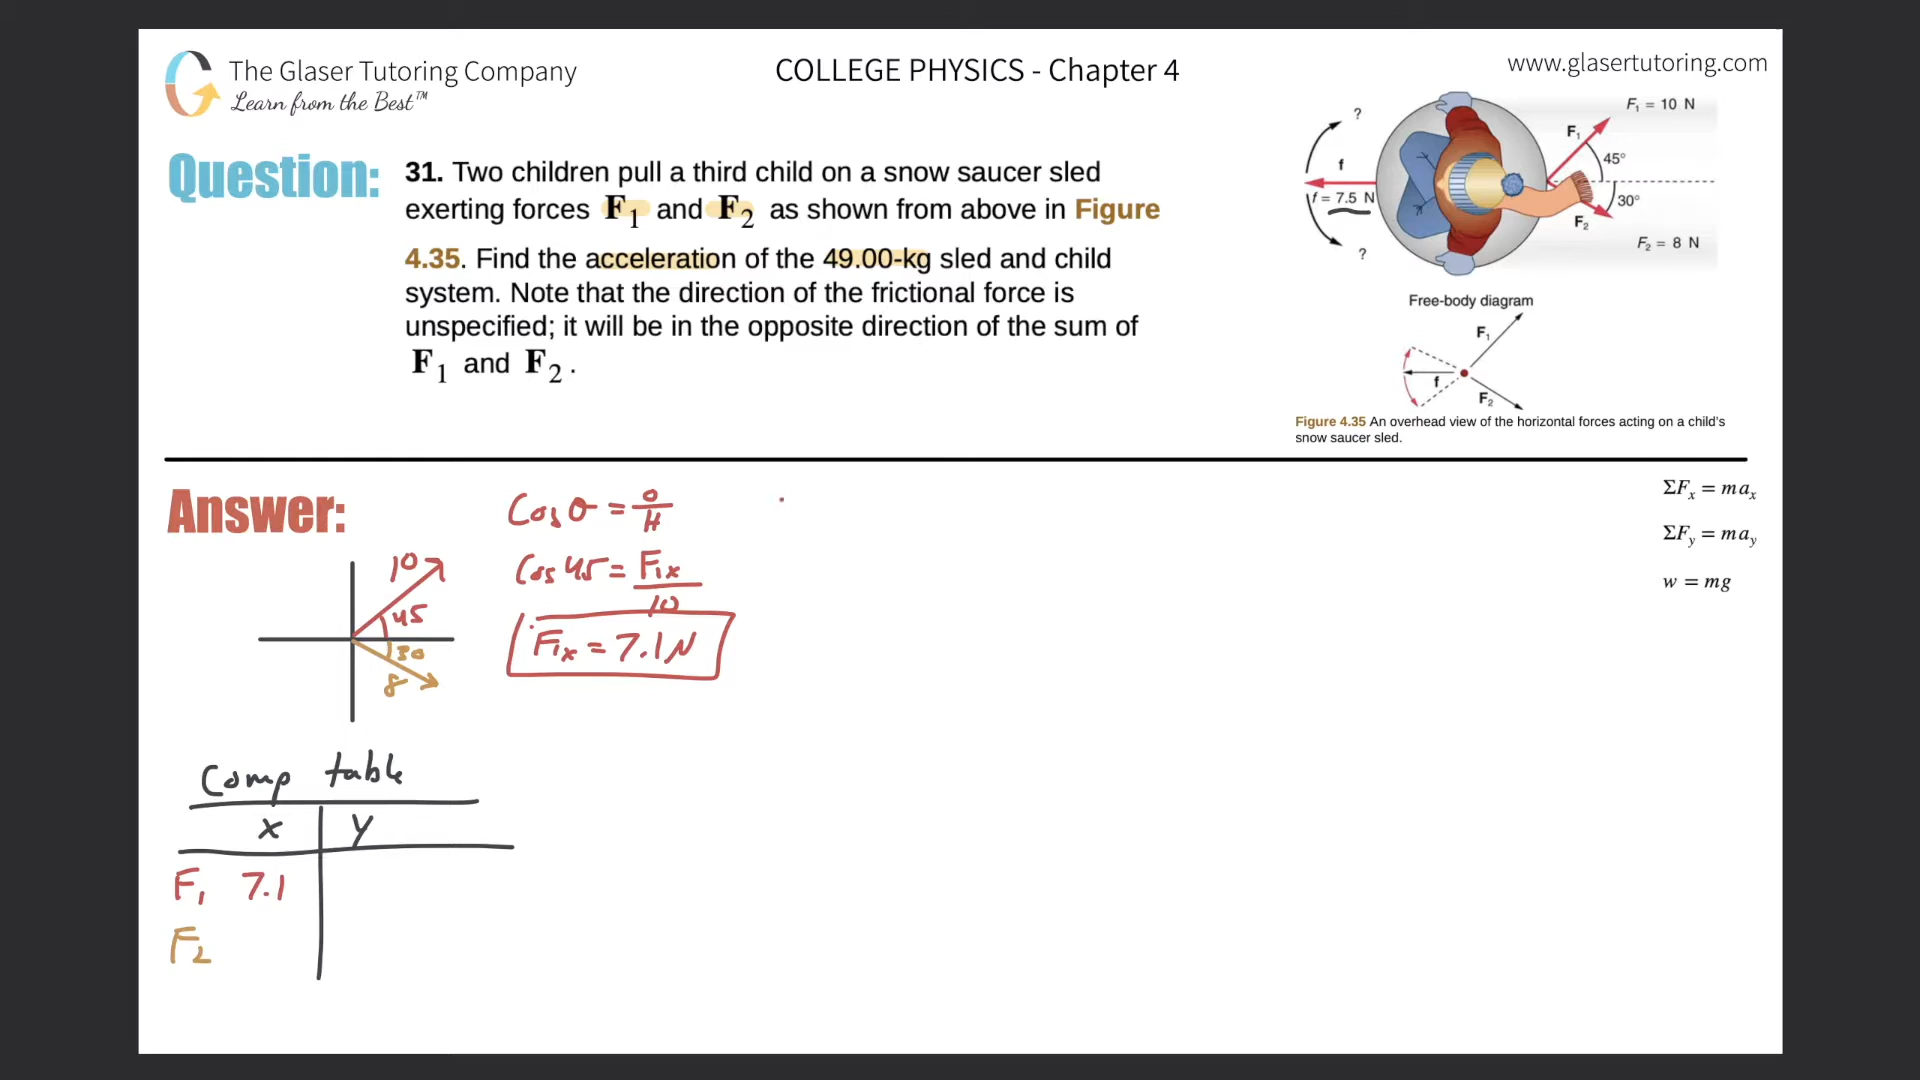 The Glaser Tutoring Company
Learn from the Best™
COLLEGE PHYSICS - Chapter 4
www.glasertutoring.com
Question:
31. Two children pull a third child on a snow saucer sled
exerting forces F₁ and F₂ as shown from above in Figure
4.35. Find the acceleration of the 49.00-kg sled and child
system. Note that the direction of the frictional force is
unspecified; it will be in the opposite direction of the sum of
F₁ and F₂.
F₁ = 10 N
F₁
45°
?
f
f = 7.5 N
30°
F₂
F₂ = 8 N
?
Free-body diagram
F₁
f
F₂
Figure 4.35 An overhead view of the horizontal forces acting on a child's
snow saucer sled.
Answer:
Cos θ = o/H
Cos 45 = F₁ₓ/10
F₁ₓ = 7.1 N
10
45
30
8
Comp table
x y
F₁ 7.1
F₂
ΣFₓ = maₓ
ΣF_y = ma_y
w = mg